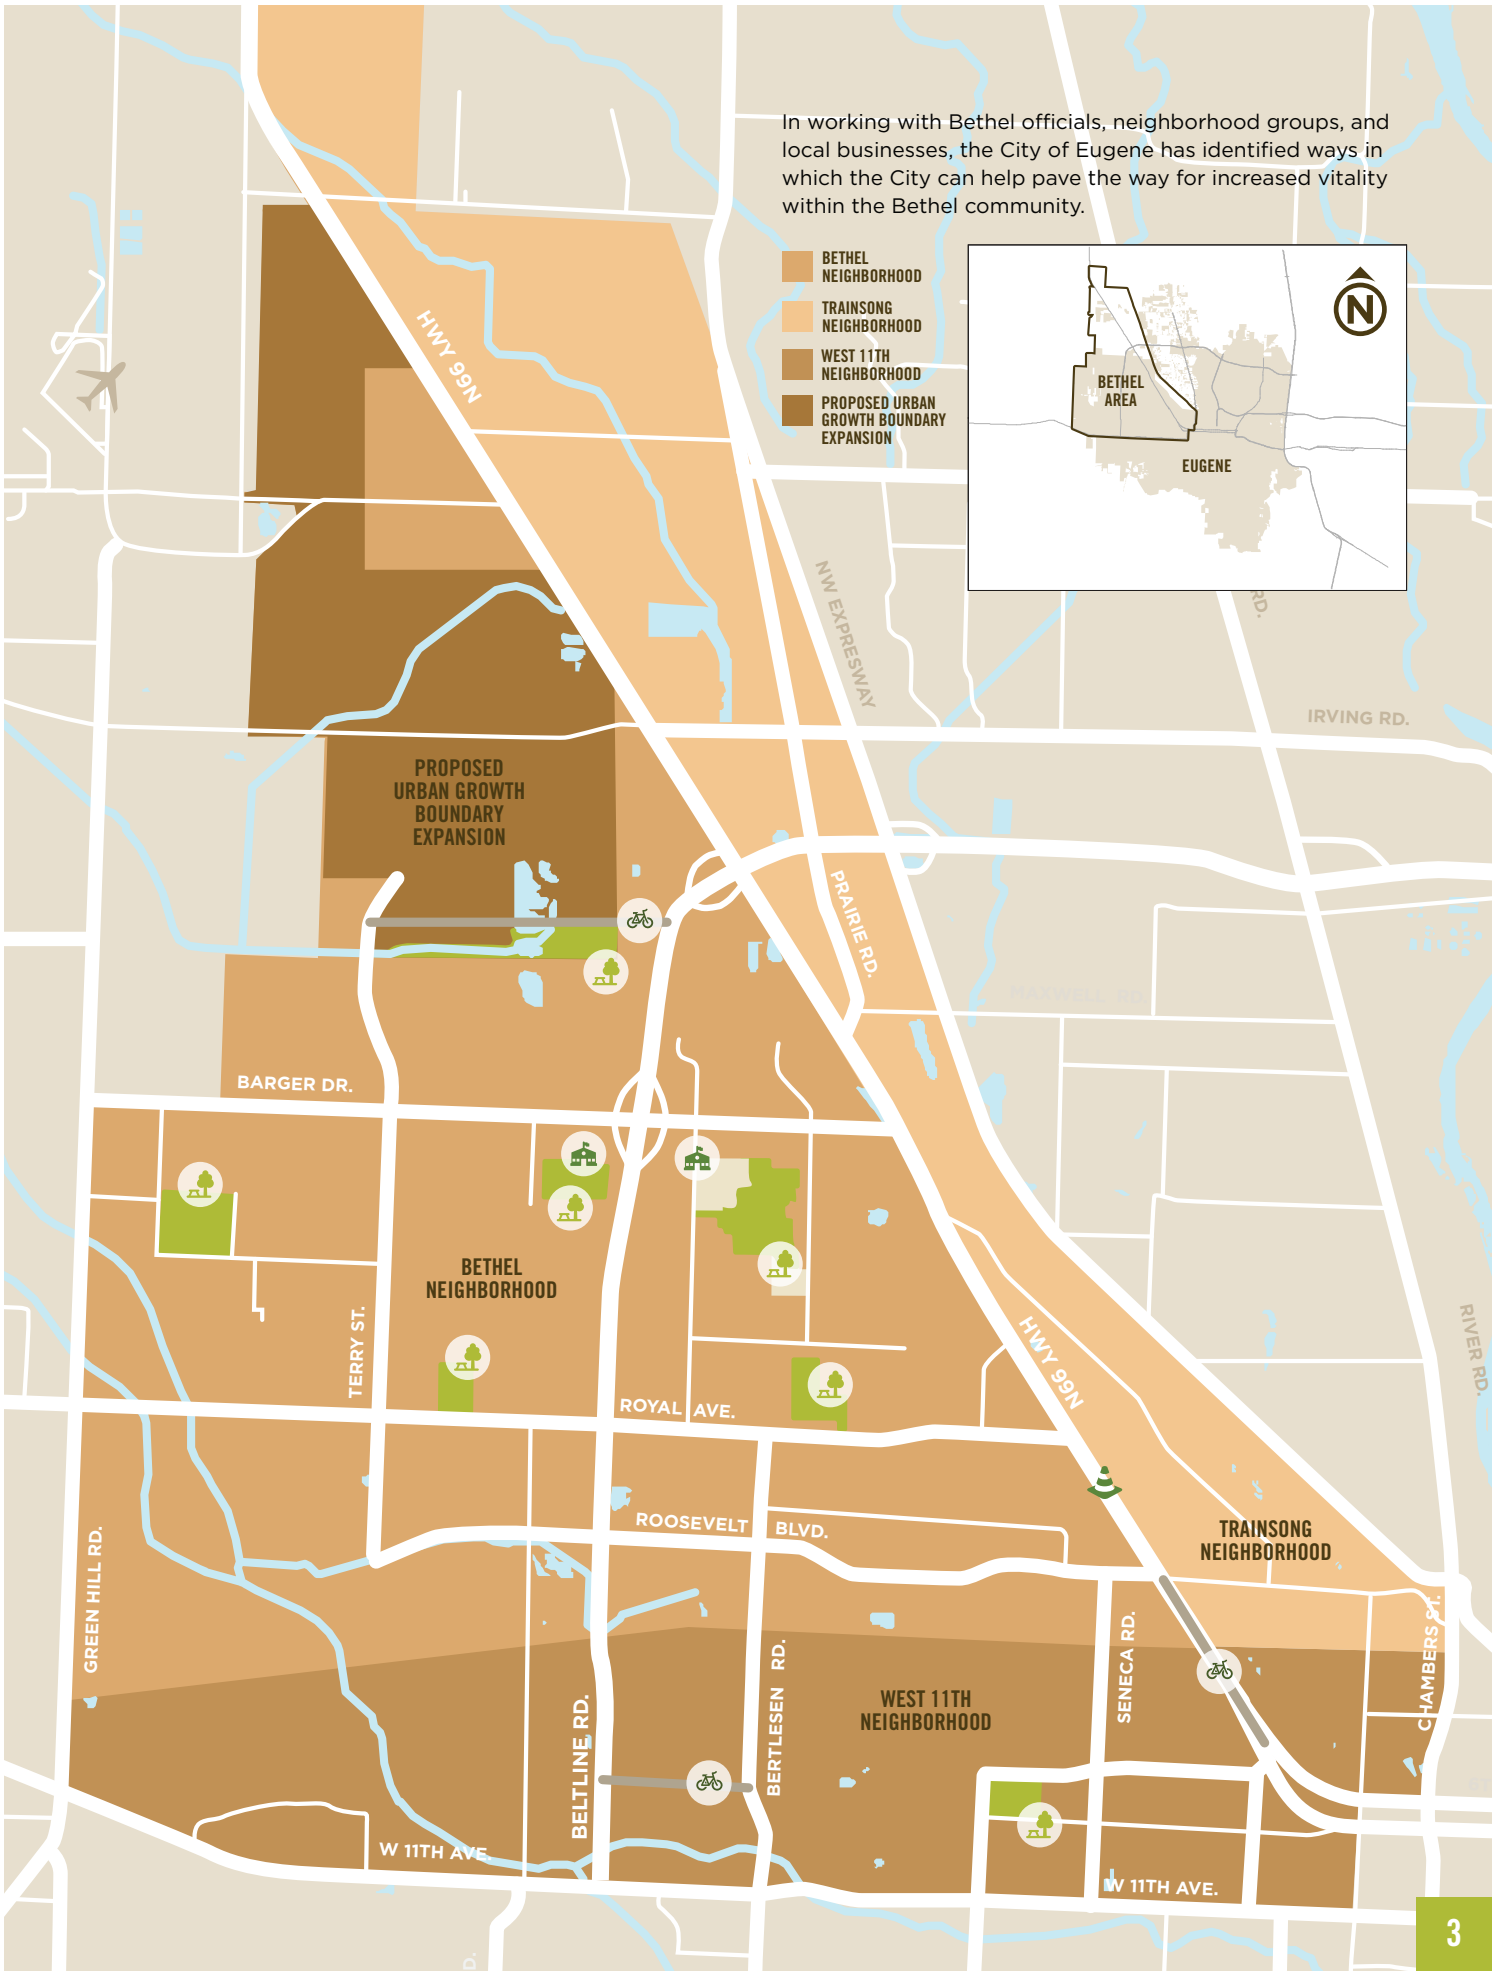 In working with Bethel officials, neighborhood groups, and
local businesses, the City of Eugene has identified ways in
which the City can help pave the way for increased vitality
within the Bethel community.
BETHEL
NEIGHBORHOOD
TRAINSONG
NEIGHBORHOOD
WEST 11TH
NEIGHBORHOOD
PROPOSED URBAN
GROWTH BOUNDARY
EXPANSION
N
BETHEL
AREA
EUGENE
HWY 99N
NW EXPRESWAY
RD.
IRVING RD.
PROPOSED
URBAN GROWTH
BOUNDARY
EXPANSION
PRAIRIE RD.
MAXWELL RD.
BARGER DR.
BETHEL
NEIGHBORHOOD
TERRY ST.
HWY 99N
RIVER RD.
ROYAL AVE.
ROOSEVELT BLVD.
TRAINSONG
NEIGHBORHOOD
GREEN HILL RD.
SENECA RD.
CHAMBERS ST.
BERTLESEN RD.
WEST 11TH
NEIGHBORHOOD
BELTLINE RD.
W 11TH AVE.
W 11TH AVE.
D.
3